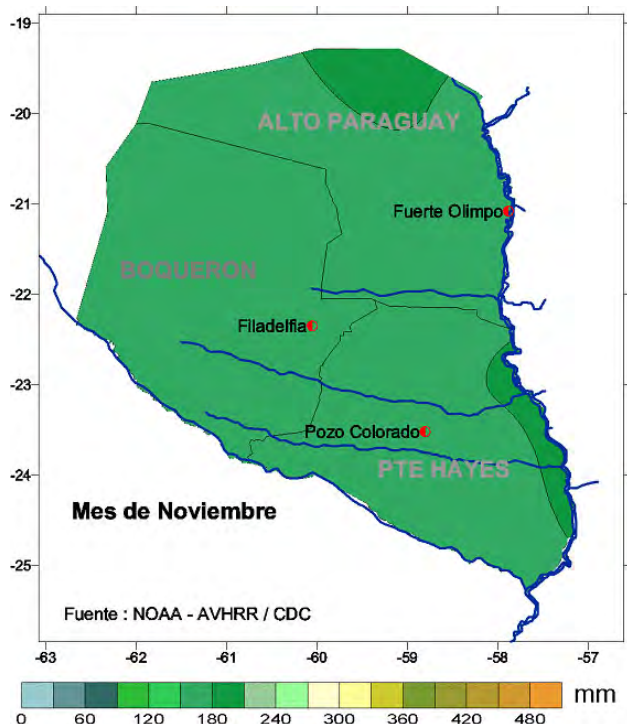 -19
-20
ALTO PARAGUAY
-21
Fuerte Olimpo
BOQUERON
-22
Filadelfia
-23
Pozo Colorado
-24
PTE HAYES
Mes de Noviembre
-25
Fuente : NOAA - AVHRR / CDC
-63 -62 -61 -60 -59 -58 -57
mm
0 60 120 180 240 300 360 420 480